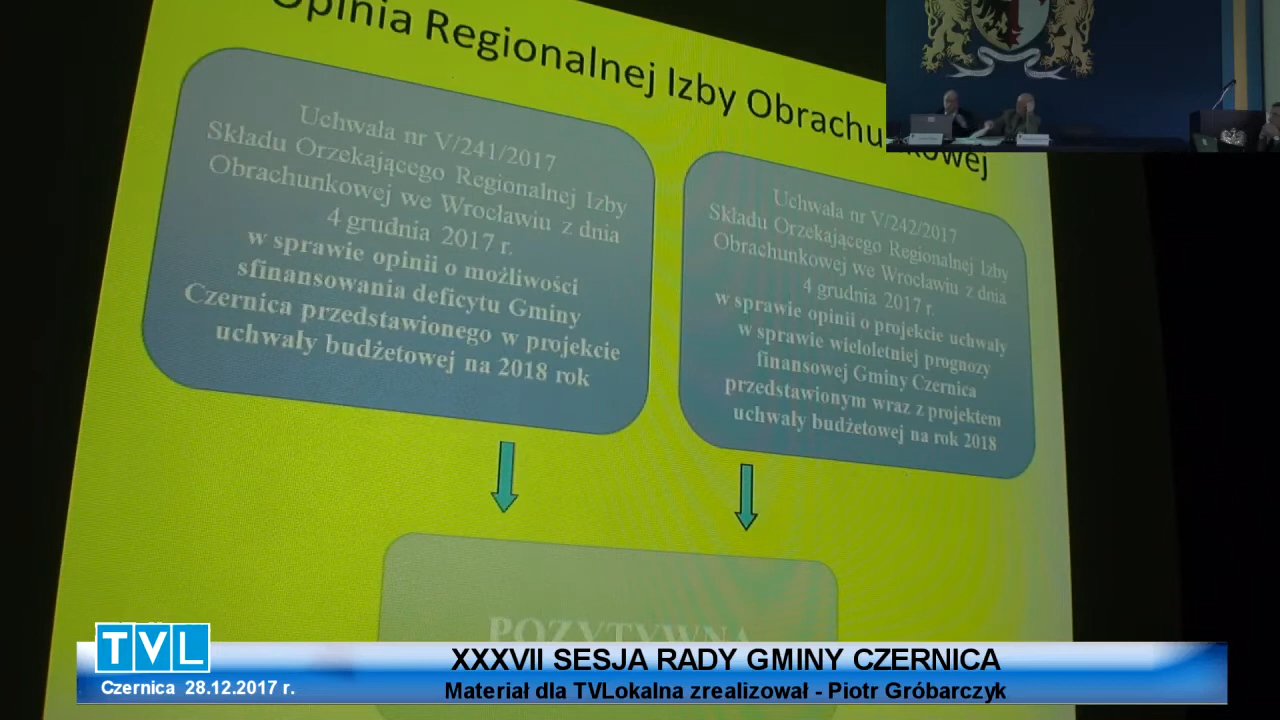 Opinia Regionalnej Izby Obrachunkowej
Uchwała nr V/241/2017
Składu Orzekającego Regionalnej Izby
Obrachunkowej we Wrocławiu z dnia
4 grudnia 2017 r.
w sprawie opinii o możliwości
sfinansowania deficytu Gminy
Czernica przedstawionego w projekcie
uchwały budżetowej na 2018 rok
Uchwała nr V/242/2017
Składu Orzekającego Regionalnej Izby
Obrachunkowej we Wrocławiu z dnia
4 grudnia 2017 r.
w sprawie opinii o projekcie uchwały
w sprawie wieloletniej prognozy
finansowej Gminy Czernica
przedstawionym wraz z projektem
uchwały budżetowej na rok 2018
POZYTYWNA
TVL
XXXVII SESJA RADY GMINY CZERNICA
Czernica 28.12.2017 r.
Materiał dla TVLokalna zrealizował - Piotr Gróbarczyk